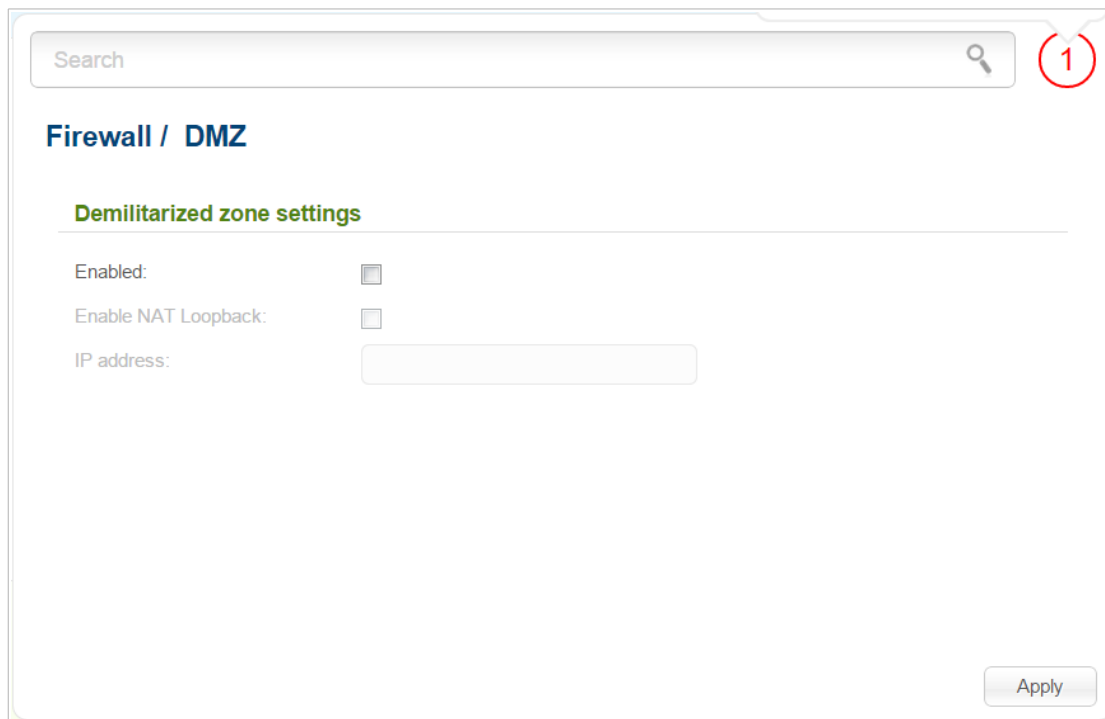 Search
1
Firewall / DMZ
Demilitarized zone settings
Enabled:
Enable NAT Loopback:
IP address:
Apply